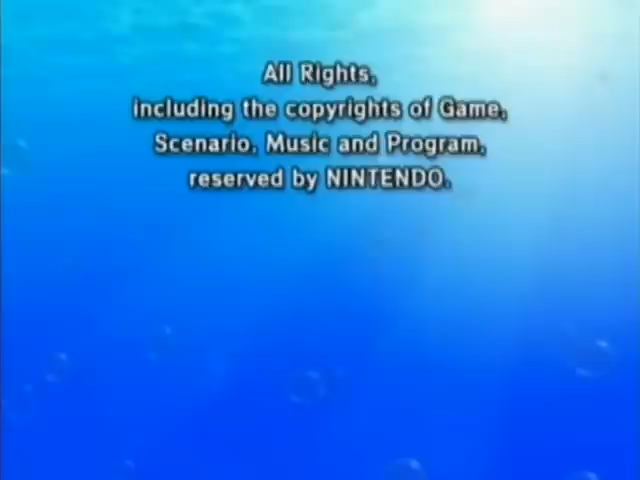 All Rights,
including the copyrights of Game,
Scenario, Music and Program,
reserved by NINTENDO.